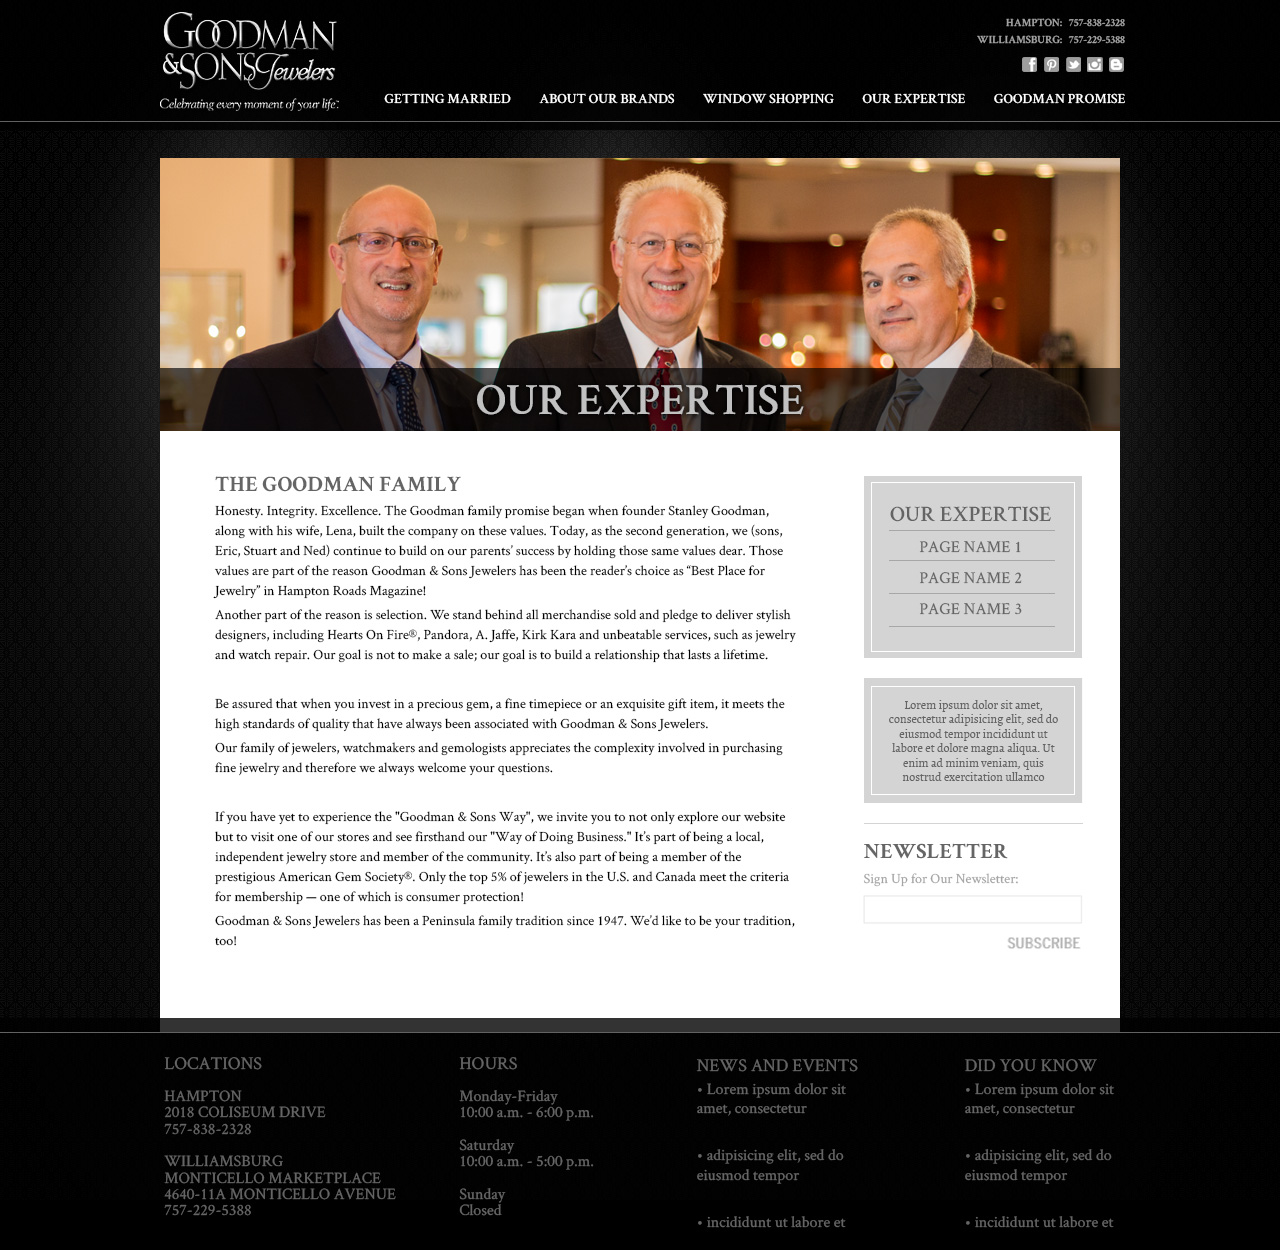 GOODMAN
&SONS Jewelers
Celebrating every moment of your life
HAMPTON: 757-838-2328
WILLIAMSBURG: 757-229-5388
GETTING MARRIED ABOUT OUR BRANDS WINDOW SHOPPING OUR EXPERTISE GOODMAN PROMISE
OUR EXPERTISE
THE GOODMAN FAMILY
Honesty. Integrity. Excellence. The Goodman family promise began when founder Stanley Goodman,
along with his wife, Lena, built the company on these values. Today, as the second generation, we (sons,
Eric, Stuart and Ned) continue to build on our parents’ success by holding those same values dear. Those
values are part of the reason Goodman & Sons Jewelers has been the reader’s choice as “Best Place for
Jewelry” in Hampton Roads Magazine!
Another part of the reason is selection. We stand behind all merchandise sold and pledge to deliver stylish
designers, including Hearts On Fire®, Pandora, A. Jaffe, Kirk Kara and unbeatable services, such as jewelry
and watch repair. Our goal is not to make a sale; our goal is to build a relationship that lasts a lifetime.
Be assured that when you invest in a precious gem, a fine timepiece or an exquisite gift item, it meets the
high standards of quality that have always been associated with Goodman & Sons Jewelers.
Our family of jewelers, watchmakers and gemologists appreciates the complexity involved in purchasing
fine jewelry and therefore we always welcome your questions.
If you have yet to experience the "Goodman & Sons Way", we invite you to not only explore our website
but to visit one of our stores and see firsthand our "Way of Doing Business." It’s part of being a local,
independent jewelry store and member of the community. It’s also part of being a member of the
prestigious American Gem Society®. Only the top 5% of jewelers in the U.S. and Canada meet the criteria
for membership — one of which is consumer protection!
Goodman & Sons Jewelers has been a Peninsula family tradition since 1947. We’d like to be your tradition,
too!
OUR EXPERTISE
PAGE NAME 1
PAGE NAME 2
PAGE NAME 3
Lorem ipsum dolor sit amet,
consectetur adipisicing elit, sed do
eiusmod tempor incididunt ut
labore et dolore magna aliqua. Ut
enim ad minim veniam, quis
nostrud exercitation ullamco
NEWSLETTER
Sign Up for Our Newsletter:
SUBSCRIBE
LOCATIONS
HAMPTON
2018 COLISEUM DRIVE
757-838-2328
WILLIAMSBURG
MONTICELLO MARKETPLACE
4640-11A MONTICELLO AVENUE
757-229-5388
HOURS
Monday-Friday
10:00 a.m. - 6:00 p.m.
Saturday
10:00 a.m. - 5:00 p.m.
Sunday
Closed
NEWS AND EVENTS
• Lorem ipsum dolor sit
amet, consectetur
• adipisicing elit, sed do
eiusmod tempor
• incididunt ut labore et
DID YOU KNOW
• Lorem ipsum dolor sit
amet, consectetur
• adipisicing elit, sed do
eiusmod tempor
• incididunt ut labore et